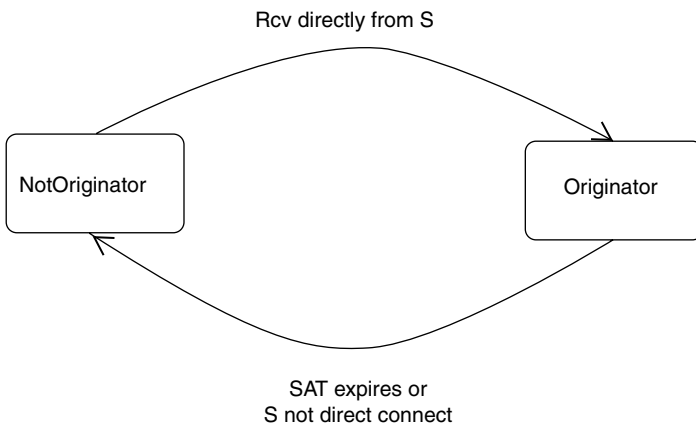 Rcv directly from S
NotOriginator
Originator
SAT expires or
S not direct connect